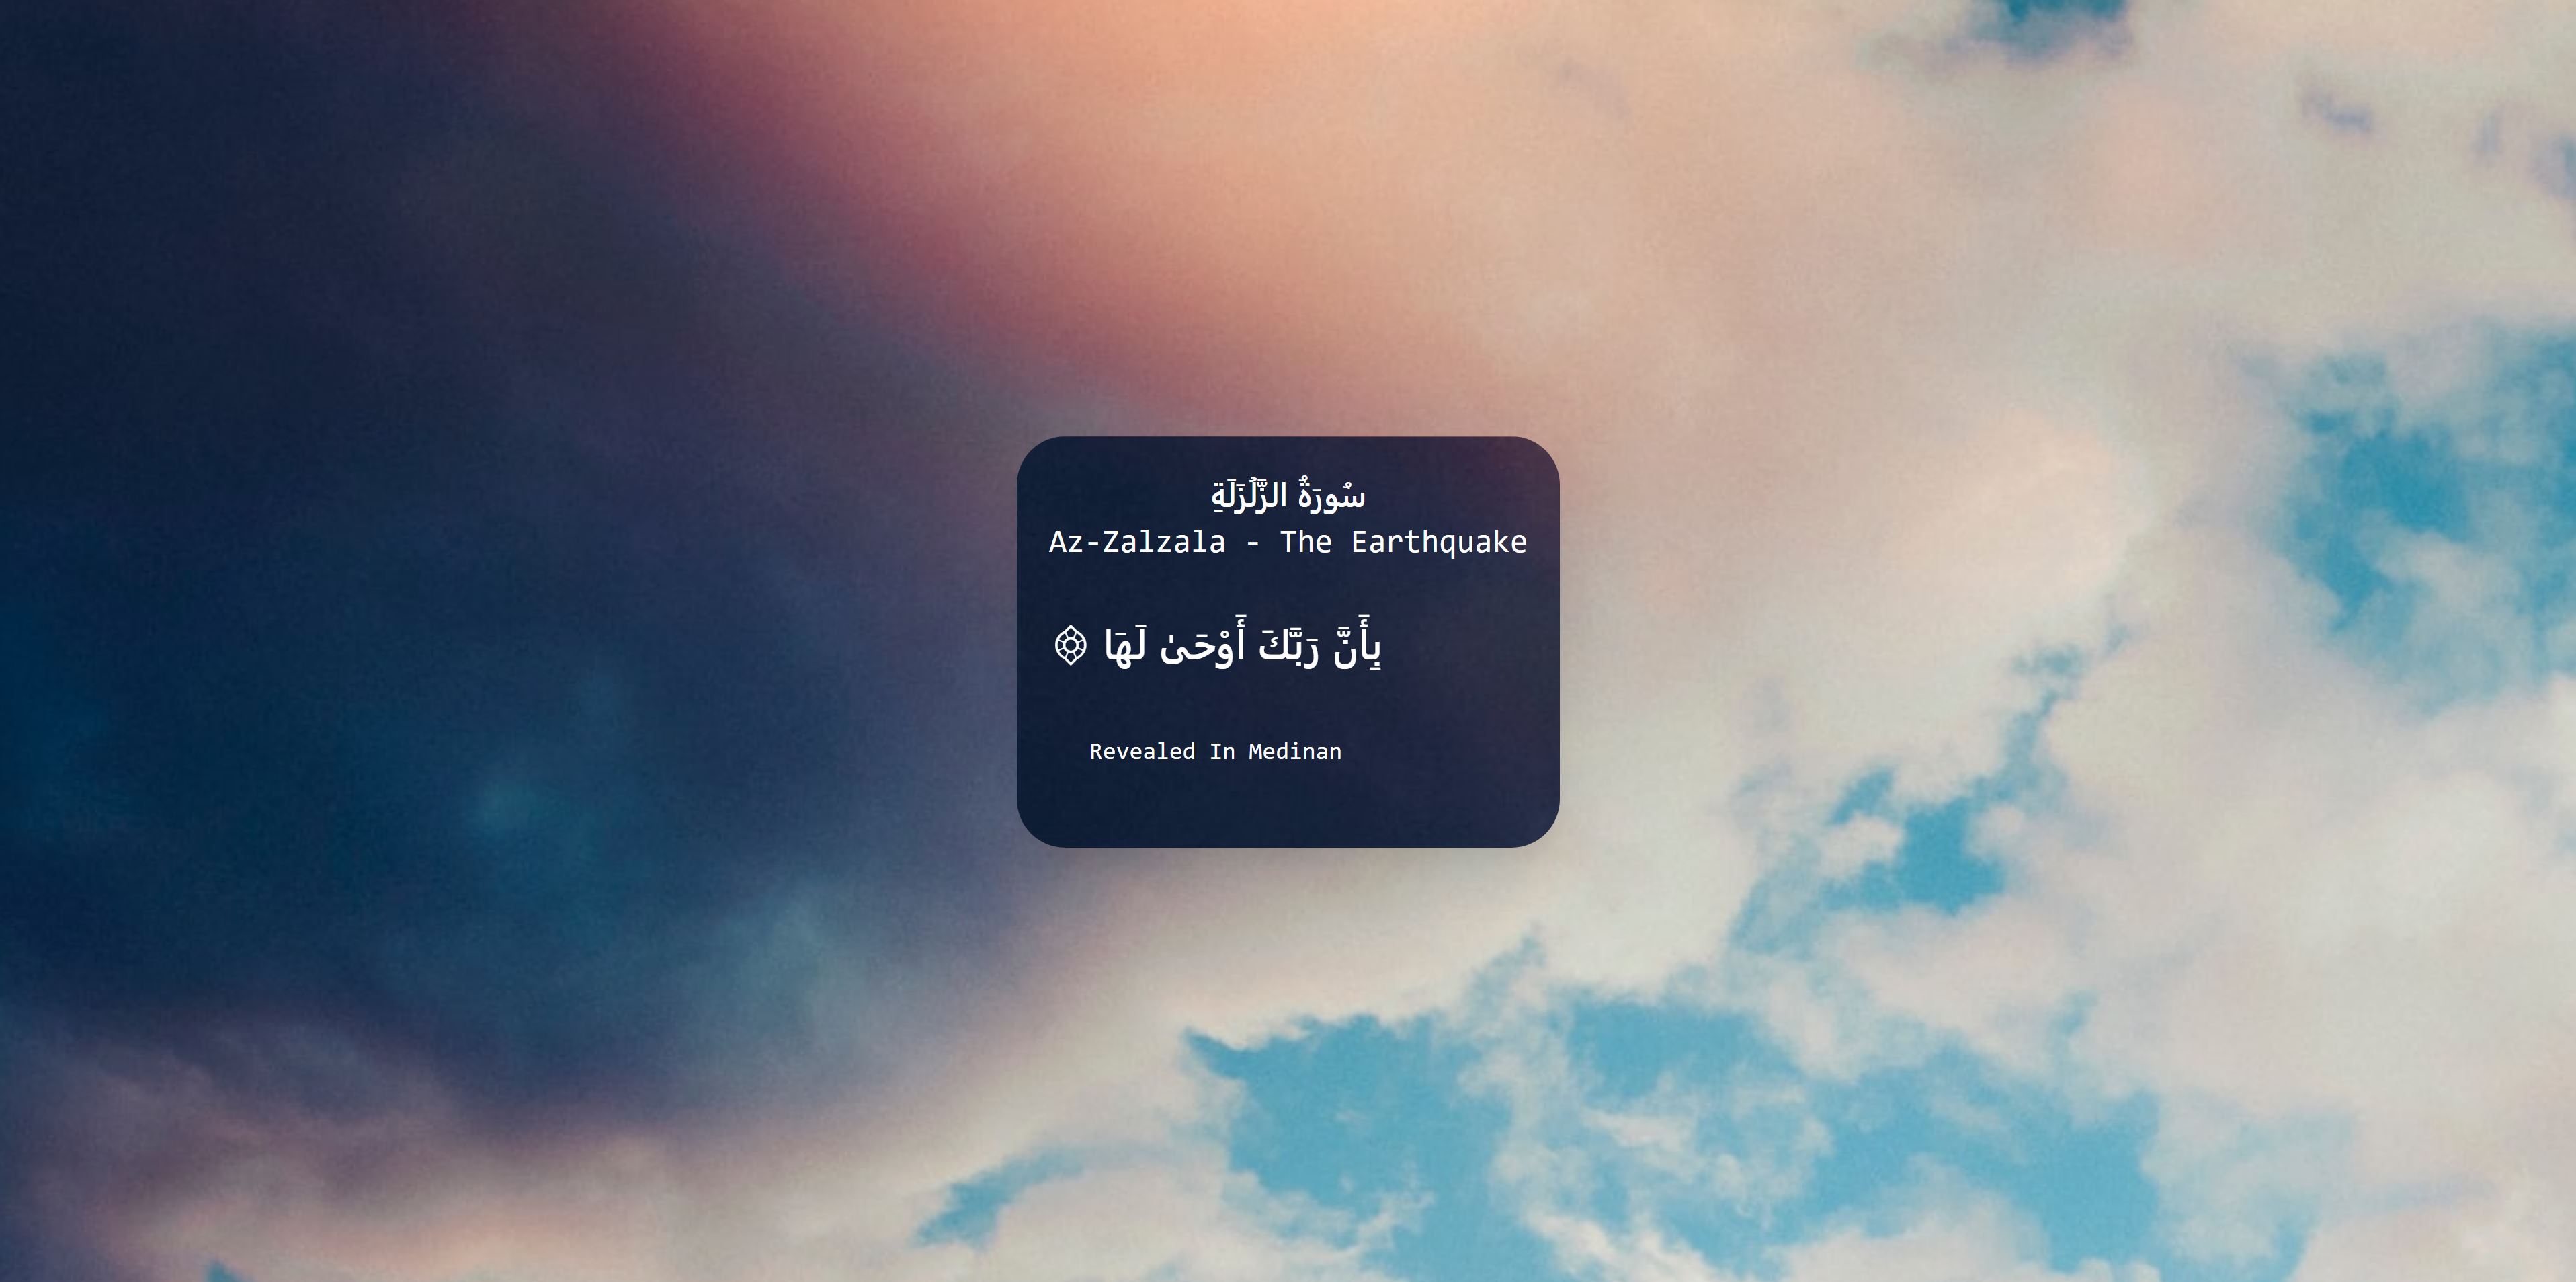 سُورَةُ الزَّلْزَلَةِ
Az-Zalzala - The Earthquake
بِأَنَّ رَبَّكَ أَوْحَىٰ لَهَا ۞
Revealed In Medinan